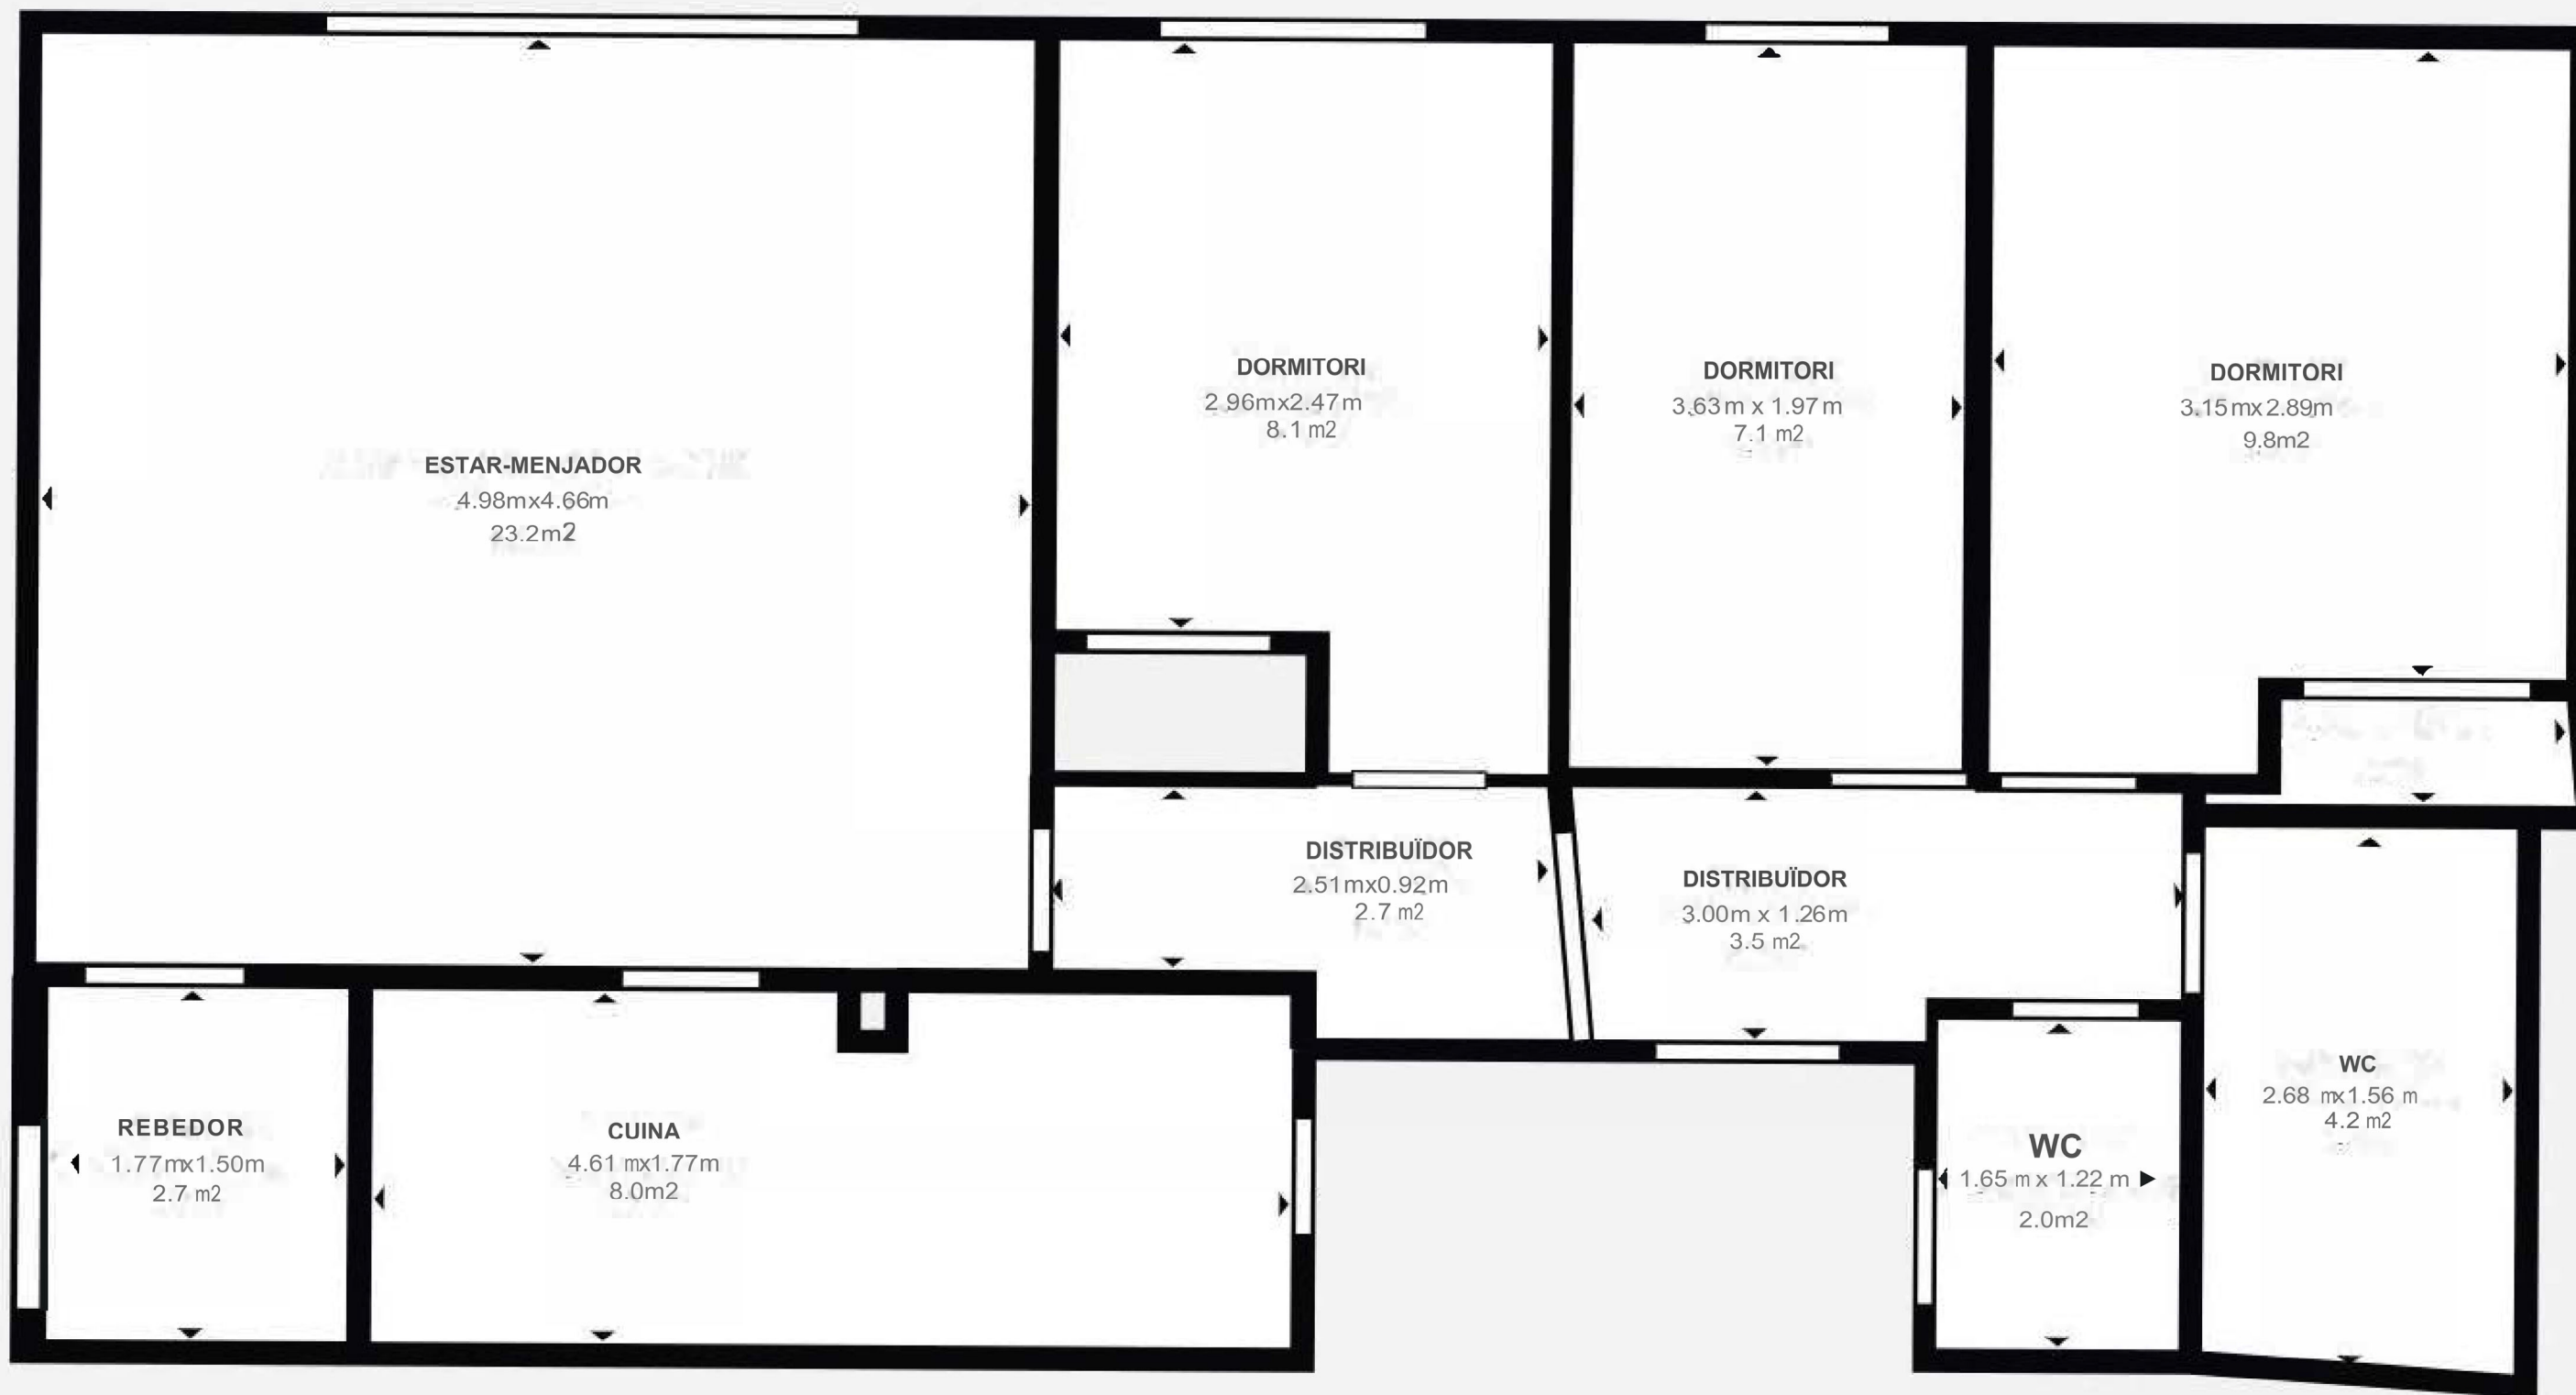 ESTAR-MENJADOR
4.98mx4.66m
23.2m2
DORMITORI
2.96mx2.47m
8.1 m2
DORMITORI
3.63m x 1.97m
7.1 m2
DORMITORI
3.15mx2.89m
9.8m2
DISTRIBUÏDOR
2.51mx0.92m
2.7 m2
DISTRIBUÏDOR
3.00m x 1.26m
3.5 m2
REBEDOR
1.77mx1.50m
2.7 m2
CUINA
4.61 mx1.77m
8.0m2
WC
1.65 m x 1.22 m
2.0m2
WC
2.68 mx1.56 m
4.2 m2